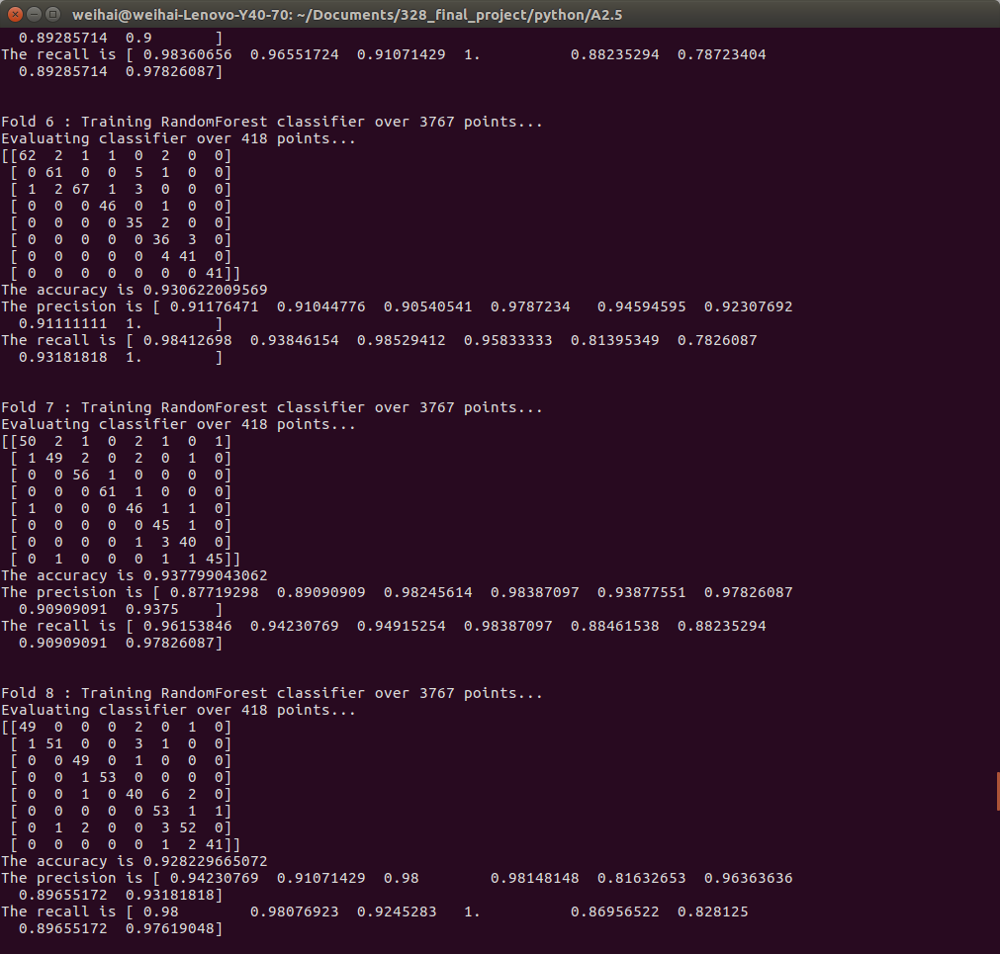 weihai@weihai-Lenovo-Y40-70: ~/Documents/328_final_project/python/A2.5
  0.89285714  0.9       ]
The recall is [ 0.98360656  0.96551724  0.91071429  1.          0.88235294  0.78723404
  0.89285714  0.97826087]
Fold 6 : Training RandomForest classifier over 3767 points...
Evaluating classifier over 418 points...
[[62  2  1  1  0  2  0  0]
 [ 0 61  0  0  5  1  0  0]
 [ 1  2 67  1  3  0  0  0]
 [ 0  0  0 46  0  1  0  0]
 [ 0  0  0  0 35  2  0  0]
 [ 0  0  0  0  0 36  3  0]
 [ 0  0  0  0  0  4 41  0]
 [ 0  0  0  0  0  0  0 41]]
The accuracy is 0.930622009569
The precision is [ 0.91176471  0.91044776  0.90540541  0.9787234   0.94594595  0.92307692
  0.91111111  1.        ]
The recall is [ 0.98412698  0.93846154  0.98529412  0.95833333  0.81395349  0.7826087
  0.93181818  1.        ]
Fold 7 : Training RandomForest classifier over 3767 points...
Evaluating classifier over 418 points...
[[50  2  1  0  2  1  0  1]
 [ 1 49  2  0  2  0  1  0]
 [ 0  0 56  1  0  0  0  0]
 [ 0  0  0 61  1  0  0  0]
 [ 1  0  0  0 46  1  1  0]
 [ 0  0  0  0  0 45  1  0]
 [ 0  0  0  0  1  3 40  0]
 [ 0  1  0  0  0  1  1 45]]
The accuracy is 0.937799043062
The precision is [ 0.87719298  0.89090909  0.98245614  0.98387097  0.93877551  0.97826087
  0.90909091  0.9375    ]
The recall is [ 0.96153846  0.94230769  0.94915254  0.98387097  0.88461538  0.88235294
  0.90909091  0.97826087]
Fold 8 : Training RandomForest classifier over 3767 points...
Evaluating classifier over 418 points...
[[49  0  0  0  2  0  1  0]
 [ 1 51  0  0  3  1  0  0]
 [ 0  0 49  0  1  0  0  0]
 [ 0  0  1 53  0  0  0  0]
 [ 0  0  1  0 40  6  2  0]
 [ 0  0  0  0  0 53  1  1]
 [ 0  1  2  0  0  3 52  0]
 [ 0  0  0  0  0  1  2 41]]
The accuracy is 0.928229665072
The precision is [ 0.94230769  0.91071429  0.98        0.98148148  0.81632653  0.96363636
  0.89655172  0.93181818]
The recall is [ 0.98        0.98076923  0.9245283   1.          0.86956522  0.828125
  0.89655172  0.97619048]